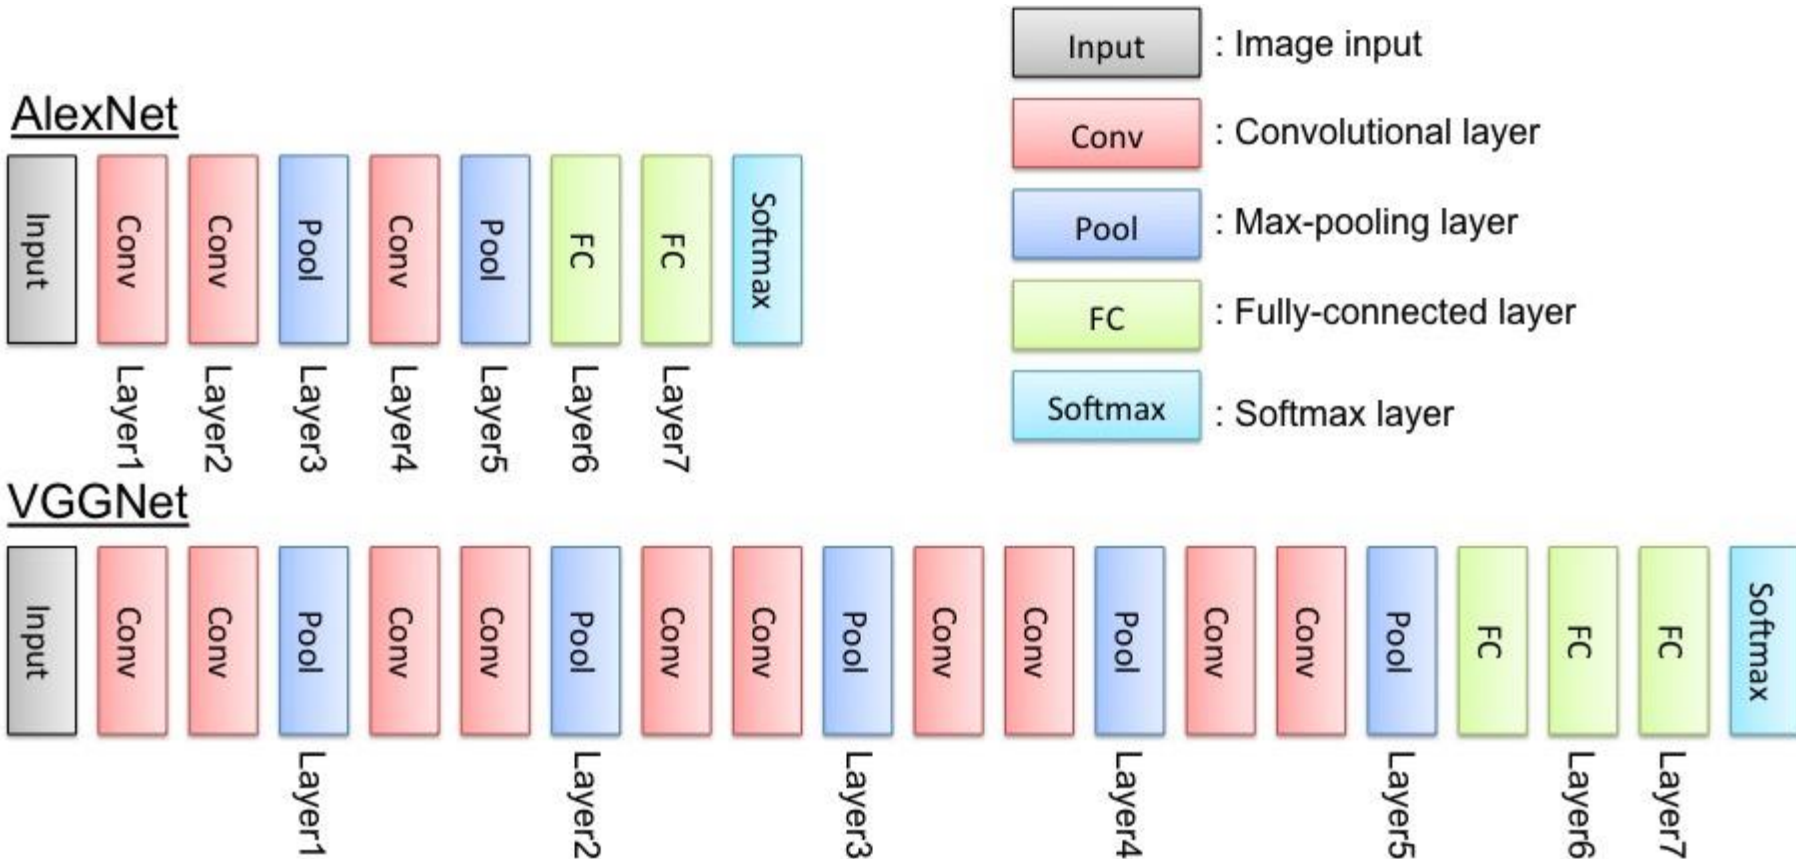 AlexNet
Input Conv Conv Pool Conv Pool FC FC Softmax
Layer1 Layer2 Layer3 Layer4 Layer5 Layer6 Layer7
Input : Image input
Conv : Convolutional layer
Pool : Max-pooling layer
FC : Fully-connected layer
Softmax : Softmax layer
VGGNet
Input Conv Conv Pool Conv Conv Pool Conv Conv Pool Conv Conv Pool Conv Conv Pool FC FC FC Softmax
Layer1 Layer2 Layer3 Layer4 Layer5 Layer6 Layer7